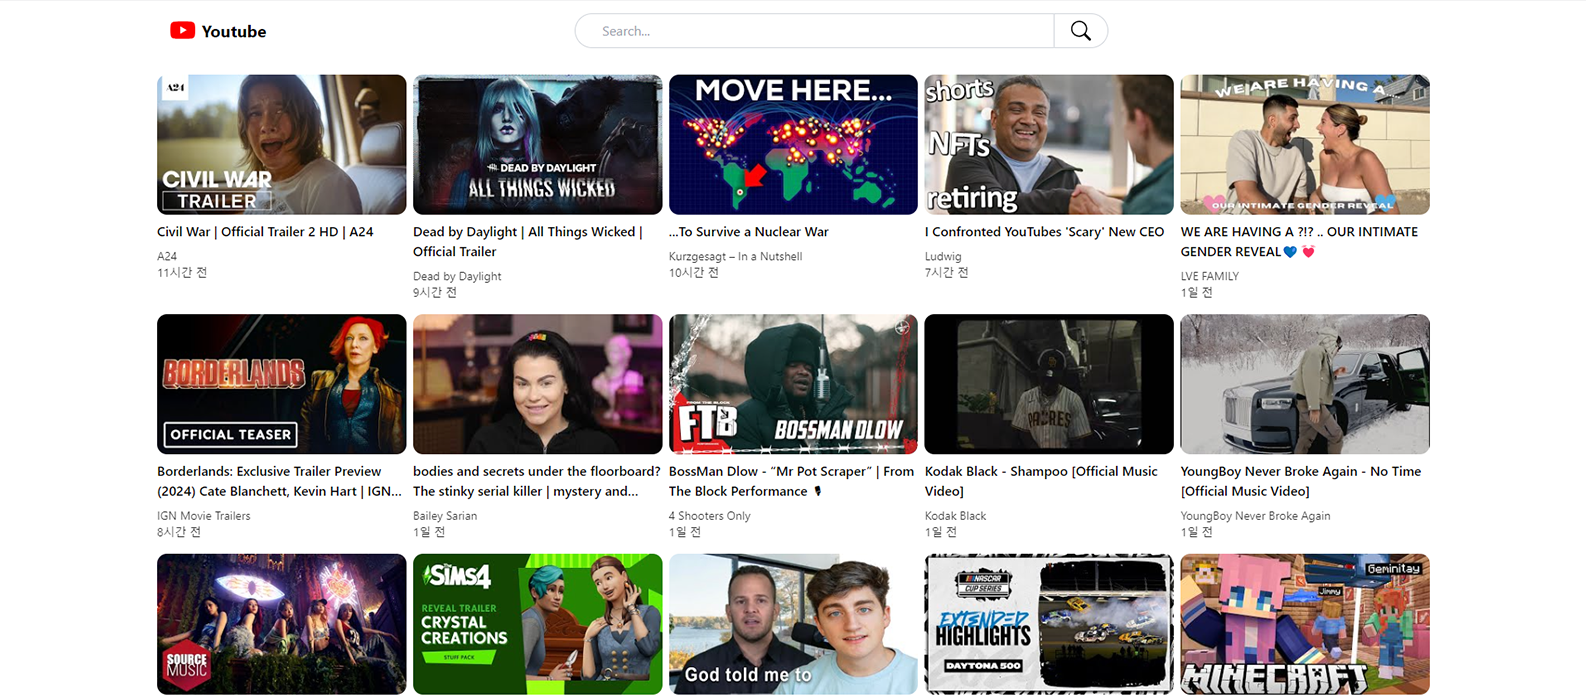 Youtube
Search...
A24
CIVIL WAR
TRAILER
DEAD BY DAYLIGHT
ALL THINGS WICKED
MOVE HERE...
shorts
NFTs
retiring
WE ARE HAVING A ...
OUR INTIMATE GENDER REVEAL
Civil War | Official Trailer 2 HD | A24
A24
11시간 전
Dead by Daylight | All Things Wicked |
Official Trailer
Dead by Daylight
9시간 전
...To Survive a Nuclear War
Kurzgesagt – In a Nutshell
10시간 전
I Confronted YouTubes 'Scary' New CEO
Ludwig
7시간 전
WE ARE HAVING A ?!? .. OUR INTIMATE
GENDER REVEAL💙 💓
LVE FAMILY
1일 전
BORDERLANDS
OFFICIAL TEASER
FROM THE BLOCK
FTB
BOSSMAN DLOW
PADRES
Borderlands: Exclusive Trailer Preview
(2024) Cate Blanchett, Kevin Hart | IGN...
IGN Movie Trailers
8시간 전
bodies and secrets under the floorboard?
The stinky serial killer | mystery and...
Bailey Sarian
1일 전
BossMan Dlow - “Mr Pot Scraper” | From
The Block Performance 🎙
4 Shooters Only
1일 전
Kodak Black - Shampoo [Official Music
Video]
Kodak Black
1일 전
YoungBoy Never Broke Again - No Time
[Official Music Video]
YoungBoy Never Broke Again
1일 전
SOURCE
MUSIC
The SIMS 4
REVEAL TRAILER
CRYSTAL
CREATIONS
STUFF PACK
God told me to
NASCAR
CUP SERIES
EXTENDED
HIGHLIGHTS
DAYTONA 500
Geminitay
Jimmy
MINECRAFT